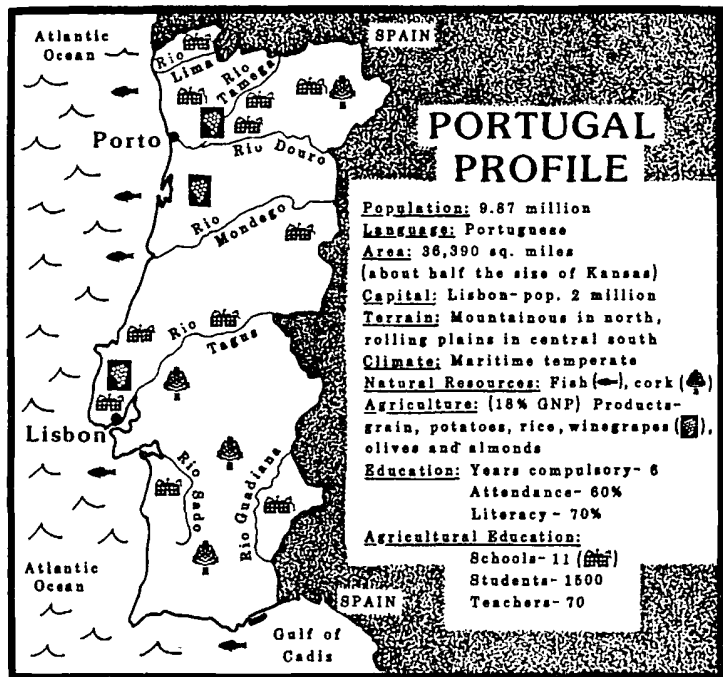 Atlantic
Ocean
SPAIN
Rio
Lima
Rio
Tamega
Porto
Rio Douro
Rio
Mondego
Rio
Tagus
Lisbon
Rio Sado
Rio Guadiana
Atlantic
Ocean
SPAIN
Gulf of
Cadis
PORTUGAL
PROFILE
Population: 9.87 million
Language: Portuguese
Area: 36,390 sq. miles
(about half the size of Kansas)
Capital: Lisbon- pop. 2 million
Terrain: Mountainous in north,
rolling plains in central south
Climate: Maritime temperate
Natural Resources: Fish ( ), cork ( )
Agriculture: (18% GNP) Products-
grain, potatoes, rice, winegrapes ( ),
olives and almonds
Education: Years compulsory- 6
Attendance- 60%
Literacy- 70%
Agricultural Education:
Schools- 11 ( )
Students- 1500
Teachers- 70